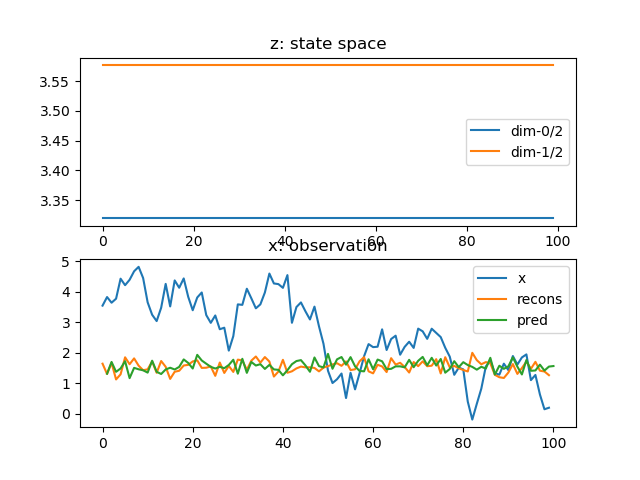 z: state space
3.55
3.50
3.45
3.40
3.35
dim-0/2
dim-1/2
0 20 40 60 80 100
x: observation
5
4
3
2
1
0
x
recons
pred
0 20 40 60 80 100